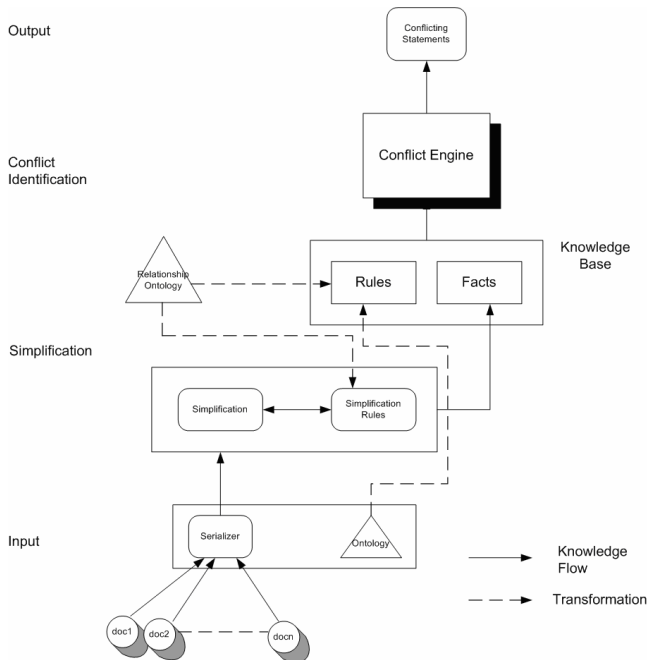 Output
Conflicting
Statements
Conflict Engine
Conflict
Identification
Knowledge
Base
Relationship
Ontology
Rules
Facts
Simplification
Simplification
Simplification
Rules
Input
Serializer
Ontology
Knowledge
Flow
Transformation
doc1
doc2
docn